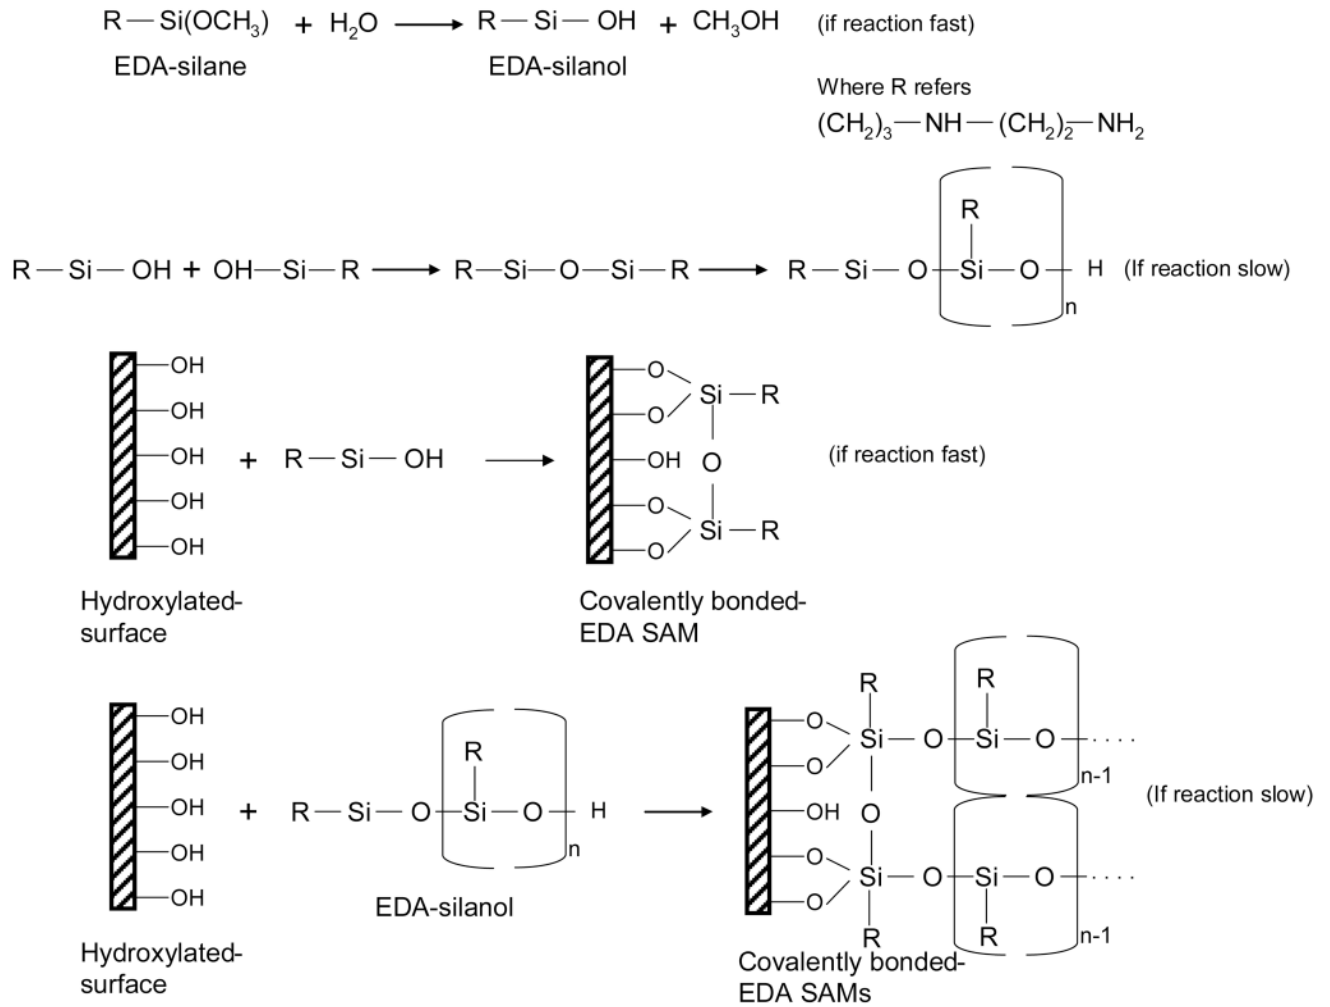 R—Si(OCH₃) + H₂O ⟶ R—Si—OH + CH₃OH (if reaction fast)
EDA-silane EDA-silanol
Where R refers
(CH₂)₃—NH—(CH₂)₂—NH₂
R
R—Si—OH + OH—Si—R ⟶ R—Si—O—Si—R ⟶ R—Si—O—Si—O—H (If reaction slow)
n
OH
OH
OH
OH
OH
+ R—Si—OH ⟶
O
O
OH
O
O
Si—R
O
Si—R
(if reaction fast)
Hydroxylated-
surface
Covalently bonded-
EDA SAM
OH
OH
OH
OH
OH
R
+ R—Si—O—Si—O—H ⟶
n
EDA-silanol
R R
O
O
OH
O
O
Si—O—Si—O—····
n-1
O
Si—O—Si—O—····
R R
n-1
(If reaction slow)
Hydroxylated-
surface
Covalently bonded-
EDA SAMs